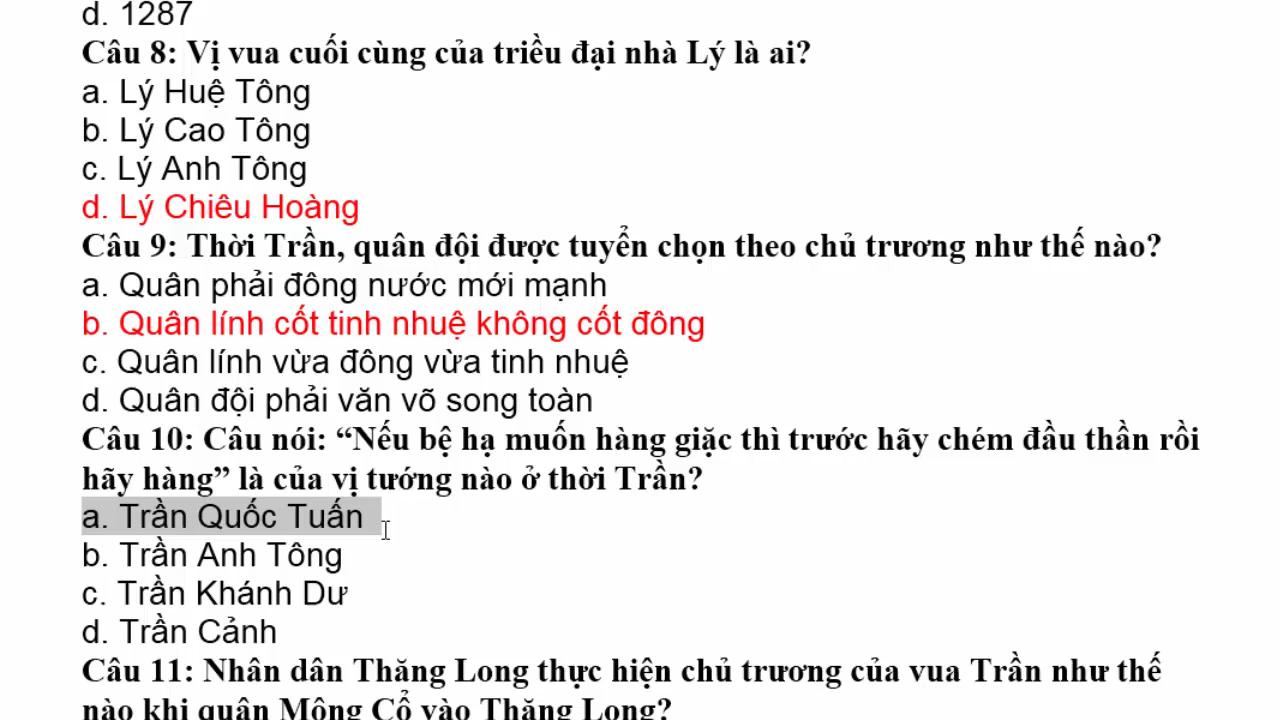 d. 1287
Câu 8: Vị vua cuối cùng của triều đại nhà Lý là ai?
a. Lý Huệ Tông
b. Lý Cao Tông
c. Lý Anh Tông
d. Lý Chiêu Hoàng
Câu 9: Thời Trần, quân đội được tuyển chọn theo chủ trương như thế nào?
a. Quân phải đông nước mới mạnh
b. Quân lính cốt tinh nhuệ không cốt đông
c. Quân lính vừa đông vừa tinh nhuệ
d. Quân đội phải văn võ song toàn
Câu 10: Câu nói: “Nếu bệ hạ muốn hàng giặc thì trước hãy chém đầu thần rồi
hãy hàng” là của vị tướng nào ở thời Trần?
a. Trần Quốc Tuấn
b. Trần Anh Tông
c. Trần Khánh Dư
d. Trần Cảnh
Câu 11: Nhân dân Thăng Long thực hiện chủ trương của vua Trần như thế
nào khi quân Mông Cổ vào Thăng Long?